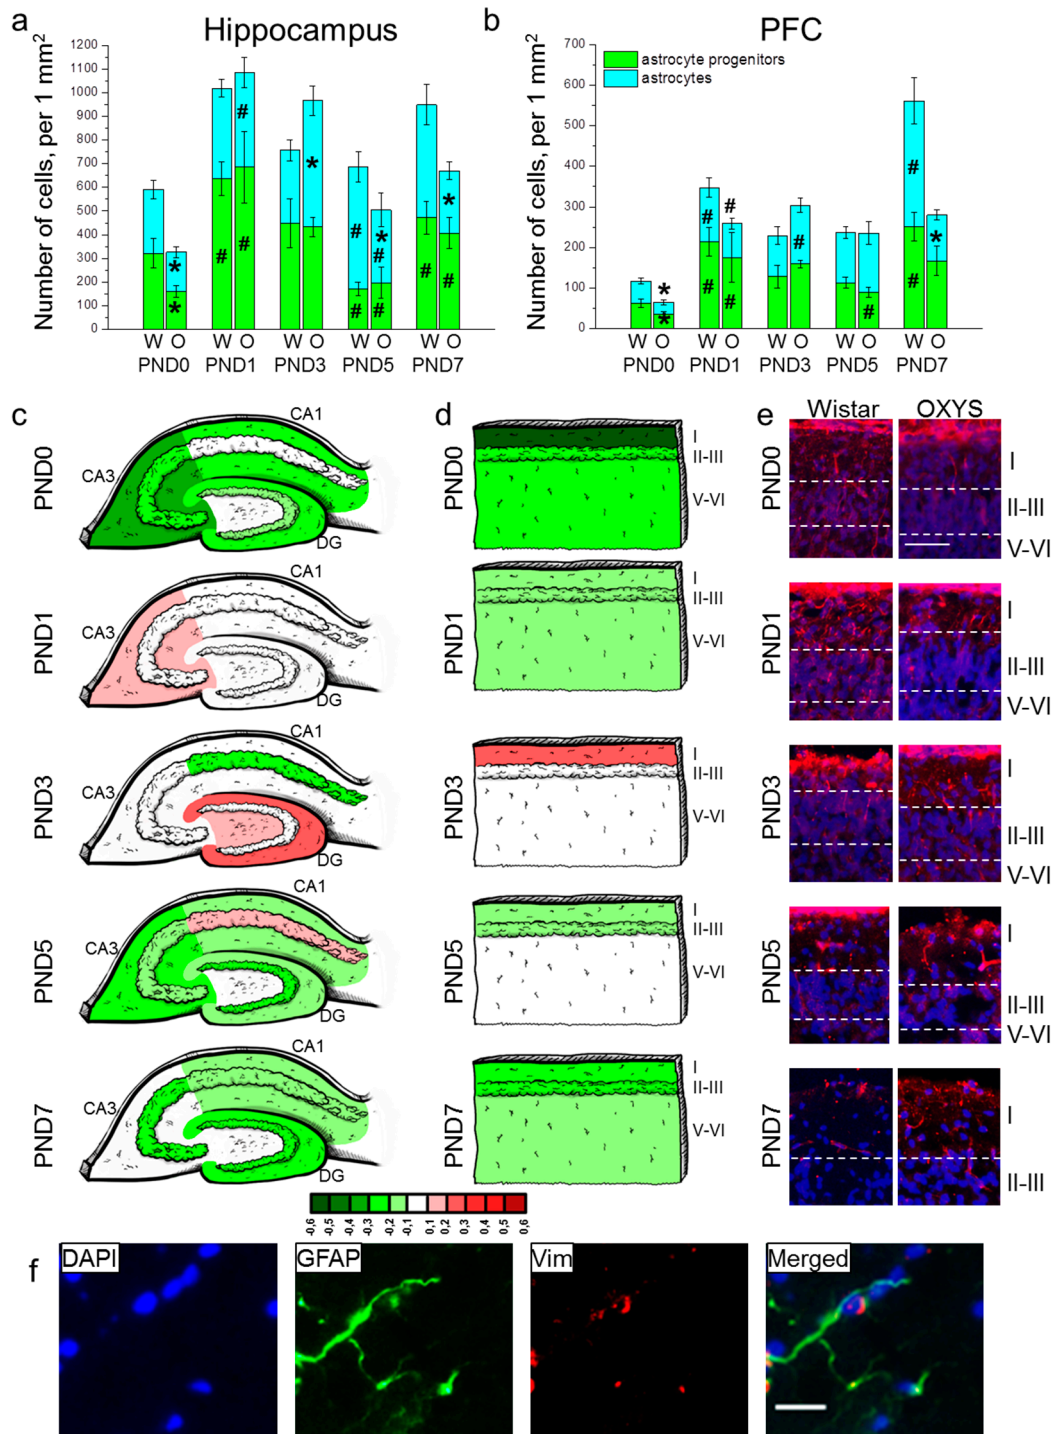 a
Hippocampus
Number of cells, per 1 mm²
1200
1100
1000
900
800
700
600
500
400
300
200
100
0
*
*
#
#
#
*
#
#
*
#
#
#
*
#
W O W O W O W O W O
PND0 PND1 PND3 PND5 PND7
b
PFC
Number of cells, per 1 mm²
700
600
500
400
300
200
100
0
astrocyte progenitors
astrocytes
*
*
#
#
#
#
#
#
#
#
*
W O W O W O W O W O
PND0 PND1 PND3 PND5 PND7
c
PND0
CA1
CA3
DG
PND1
CA1
CA3
DG
PND3
CA1
CA3
DG
PND5
CA1
CA3
DG
PND7
CA1
CA3
DG
d
PND0
I
II-III
V-VI
PND1
I
II-III
V-VI
PND3
I
II-III
V-VI
PND5
I
II-III
V-VI
PND7
I
II-III
V-VI
-0,6 -0,5 -0,4 -0,3 -0,2 -0,1 0,1 0,2 0,3 0,4 0,5 0,6
e
Wistar OXYS
PND0
I
II-III
V-VI
PND1
I
II-III
V-VI
PND3
I
II-III
V-VI
PND5
I
II-III
V-VI
PND7
I
II-III
f
DAPI GFAP Vim Merged